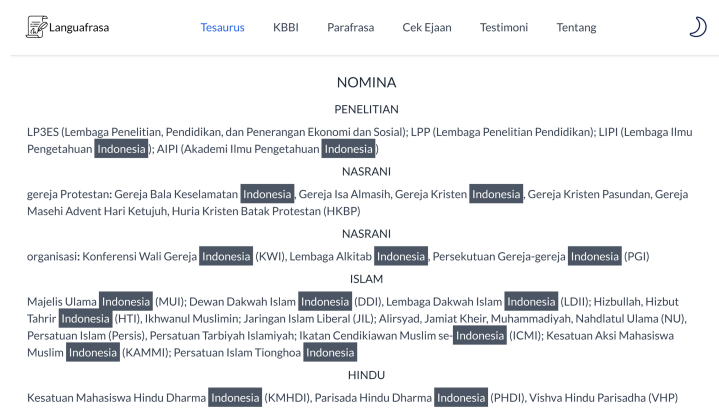 Languafrasa
Tesaurus KBBI Parafrasa Cek Ejaan Testimoni Tentang
NOMINA
PENELITIAN
LP3ES (Lembaga Penelitian, Pendidikan, dan Penerangan Ekonomi dan Sosial); LPP (Lembaga Penelitian Pendidikan); LIPI (Lembaga Ilmu
Pengetahuan Indonesia); AIPI (Akademi Ilmu Pengetahuan Indonesia)
NASRANI
gereja Protestan: Gereja Bala Keselamatan Indonesia, Gereja Isa Almasih, Gereja Kristen Indonesia, Gereja Kristen Pasundan, Gereja
Masehi Advent Hari Ketujuh, Huria Kristen Batak Protestan (HKBP)
NASRANI
organisasi: Konferensi Wali Gereja Indonesia (KWI), Lembaga Alkitab Indonesia, Persekutuan Gereja-gereja Indonesia (PGI)
ISLAM
Majelis Ulama Indonesia (MUI); Dewan Dakwah Islam Indonesia (DDI), Lembaga Dakwah Islam Indonesia (LDII); Hizbullah, Hizbut
Tahrir Indonesia (HTI), Ikhwanul Muslimin; Jaringan Islam Liberal (JIL); Alirsyad, Jamiat Kheir, Muhammadiyah, Nahdlatul Ulama (NU),
Persatuan Islam (Persis), Persatuan Tarbiyah Islamiyah; Ikatan Cendikiawan Muslim se-Indonesia (ICMI); Kesatuan Aksi Mahasiswa
Muslim Indonesia (KAMMI); Persatuan Islam Tionghoa Indonesia
HINDU
Kesatuan Mahasiswa Hindu Dharma Indonesia (KMHDI), Parisada Hindu Dharma Indonesia (PHDI), Vishva Hindu Parisadha (VHP)